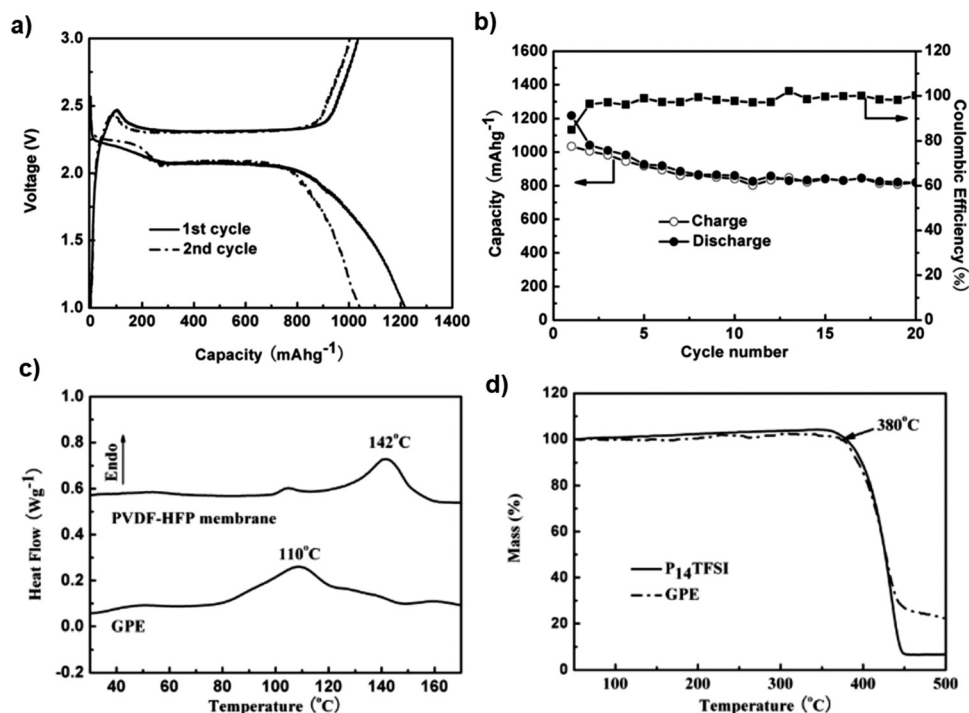 a)
3.0
2.5
2.0
1.5
1.0
Voltage (V)
1st cycle
2nd cycle
0 200 400 600 800 1000 1200 1400
Capacity (mAhg-1)
b)
1600
1400
1200
1000
800
600
400
200
0
Capacity (mAhg-1)
Charge
Discharge
120
100
80
60
40
20
0
Coulombic Efficiency (%)
0 5 10 15 20
Cycle number
c)
1.0
0.8
0.6
0.4
0.2
0.0
-0.2
Heat Flow (Wg-1)
Endo
142°C
PVDF-HFP membrane
110°C
GPE
40 60 80 100 120 140 160
Temperature (°C)
d)
120
100
80
60
40
20
0
Mass (%)
380°C
P14TFSI
GPE
100 200 300 400 500
Temperature (°C)